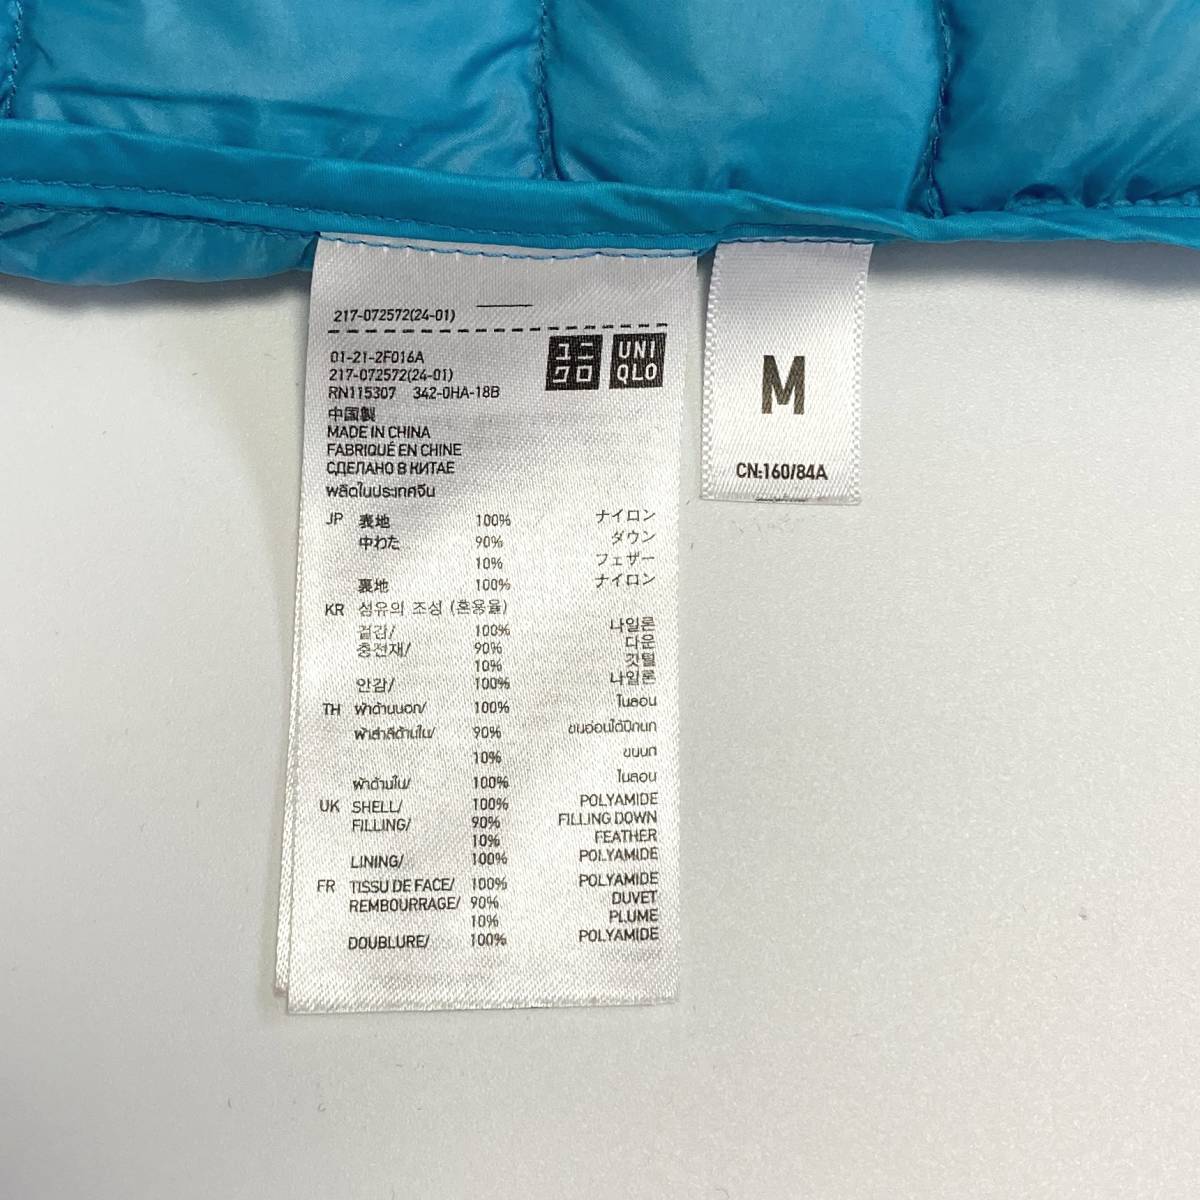 217-072572(24-01)
01-21-2F016A
217-072572(24-01)
RN115307 342-0HA-18B
ユニクロ UNIQLO
中国製
MADE IN CHINA
FABRIQUÉ EN CHINE
СДЕЛАНО В КИТАЕ
ผลิตในประเทศจีน
JP 表地 100% ナイロン
中わた 90% ダウン
10% フェザー
裏地 100% ナイロン
KR 섬유의 조성 (혼용율)
겉감/ 100% 나일론
충전재/ 90% 다운
10% 깃털
안감/ 100% 나일론
TH ผ้าด้านนอก/ 100% ไนลอน
ผ้าสำลีด้านใน/ 90% ขนอ่อนใต้ปีกนก
10% ขนนก
ผ้าด้านใน/ 100% ไนลอน
UK SHELL/ 100% POLYAMIDE
FILLING/ 90% FILLING DOWN
10% FEATHER
LINING/ 100% POLYAMIDE
FR TISSU DE FACE/ 100% POLYAMIDE
REMBOURRAGE/ 90% DUVET
10% PLUME
DOUBLURE/ 100% POLYAMIDE
M
CN:160/84A